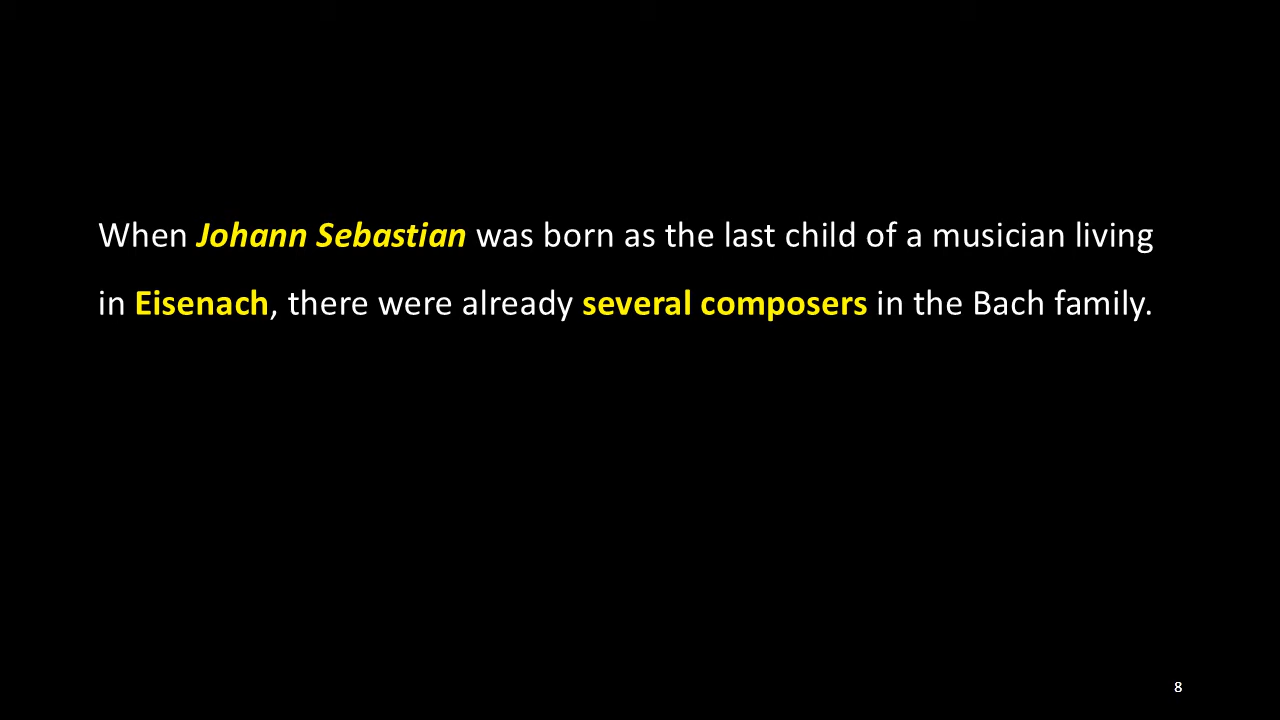 When Johann Sebastian was born as the last child of a musician living
in Eisenach, there were already several composers in the Bach family.
8